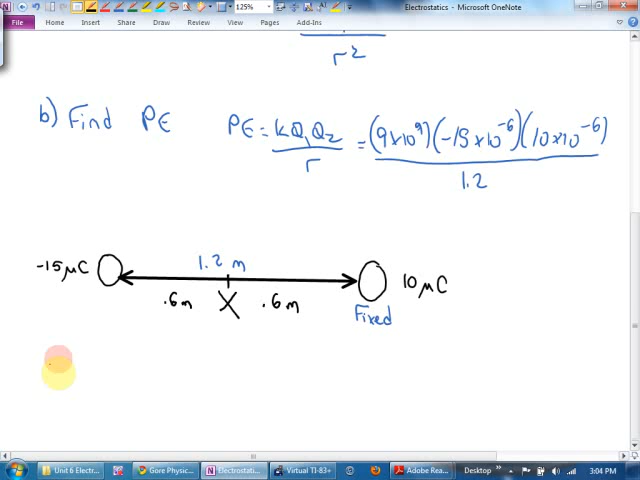 Electrostatics - Microsoft OneNote
125%
File Home Insert Share Draw Review View Add-Ins
r²
b) Find PE PE = kQ₁Q₂ / r = (9×10⁹)(-15×10⁻⁶)(10×10⁻⁶) / 1.2
1.2 m
-15μC
10μC
.6m X .6m
Fixed
Unit 6 Electr... Gore Physic... Electrostati... Virtual TI-83+ Adobe Rea... Desktop » 3:04 PM